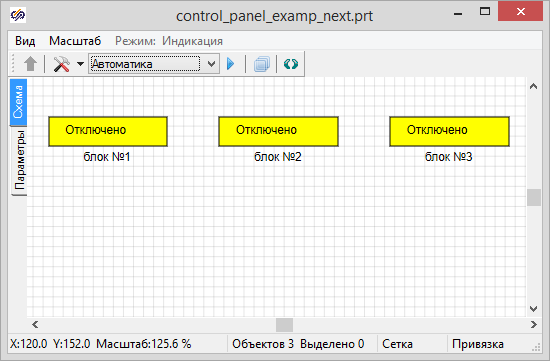 control_panel_examp_next.prt
Вид Масштаб Режим: Индикация
Автоматика
Схема
Параметры
Отключено Отключено Отключено
блок №1 блок №2 блок №3
X:120.0 Y:152.0 Масштаб:125.6 % Объектов 3 Выделено 0 Сетка Привязка